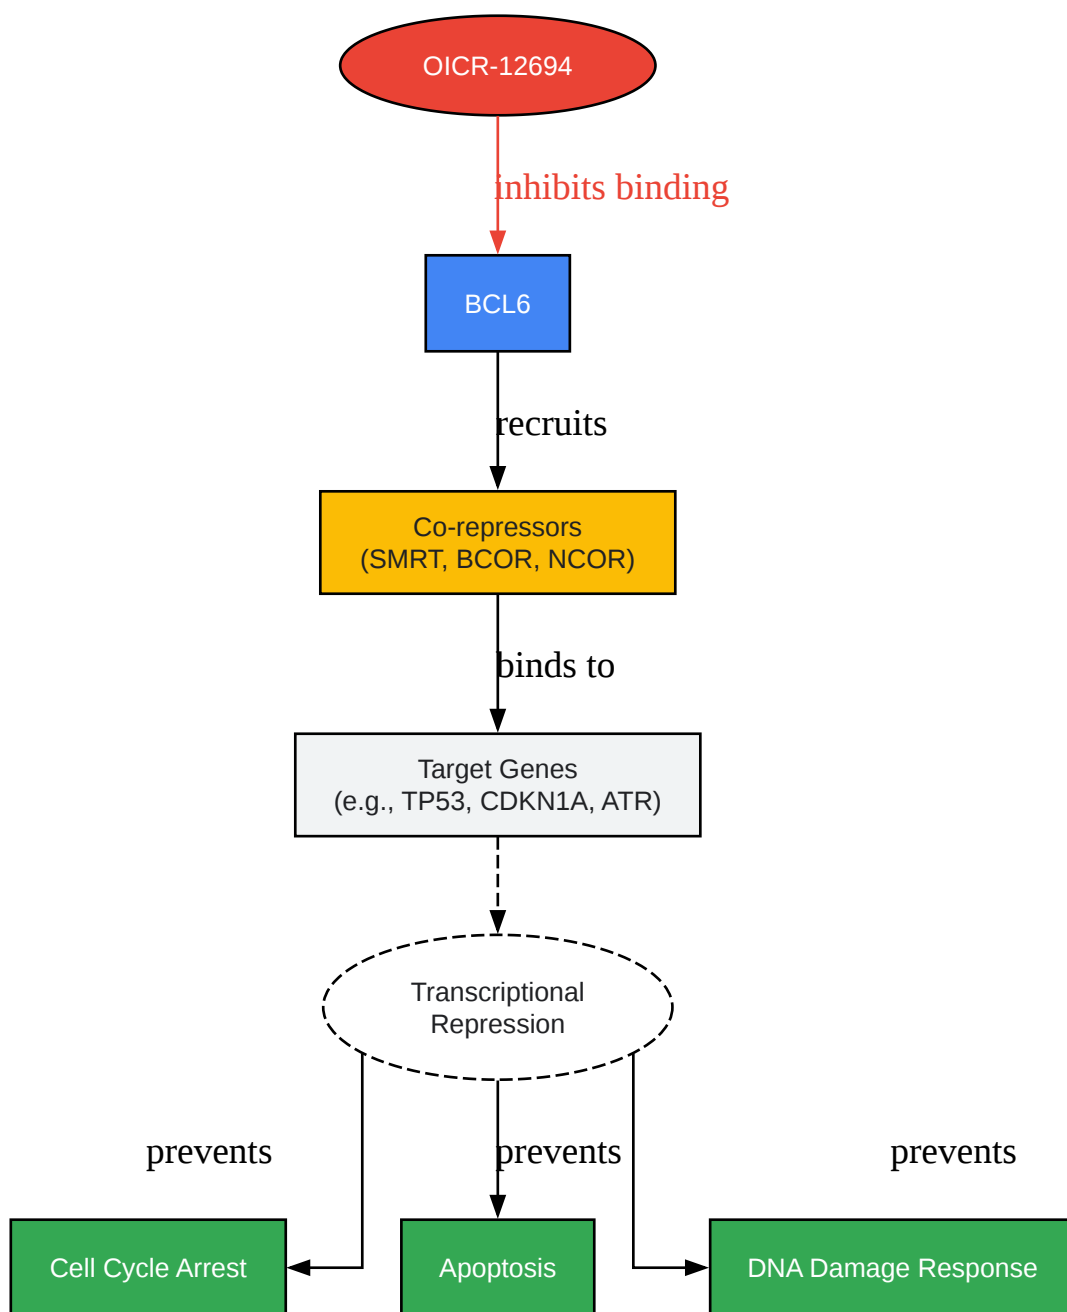 OICR-12694
inhibits binding
BCL6
recruits
Co-repressors
(SMRT, BCOR, NCOR)
binds to
Target Genes
(e.g., TP53, CDKN1A, ATR)
Transcriptional
Repression
prevents
prevents
prevents
Cell Cycle Arrest
Apoptosis
DNA Damage Response